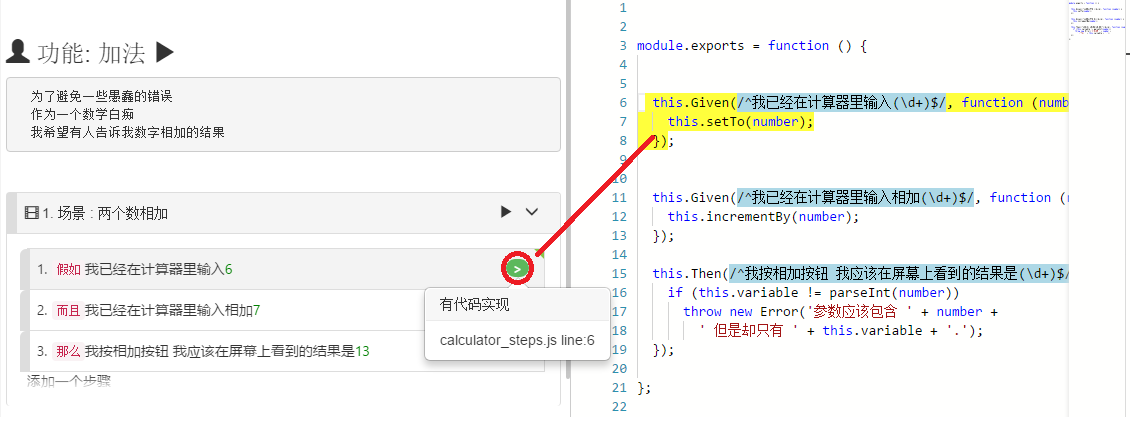 功能: 加法
为了避免一些愚蠢的错误
作为一个数学白痴
我希望有人告诉我数字相加的结果
1. 场景 : 两个数相加
1. 假如 我已经在计算器里输入6
2. 而且 我已经在计算器里输入相加7
3. 那么 我按相加按钮 我应该在屏幕上看到的结果是13
添加一个步骤
有代码实现
calculator_steps.js line:6
1
2
3 module.exports = function () {
4
5
6 this.Given(/^我已经在计算器里输入(\d+)$/, function (numb
7 this.setTo(number);
8 });
9
10
11 this.Given(/^我已经在计算器里输入相加(\d+)$/, function (n
12 this.incrementBy(number);
13 });
14
15 this.Then(/^我按相加按钮 我应该在屏幕上看到的结果是(\d+)$/
16 if (this.variable != parseInt(number))
17 throw new Error('参数应该包含 ' + number +
18 ' 但是却只有 ' + this.variable + '.');
19 });
20
21 };
22